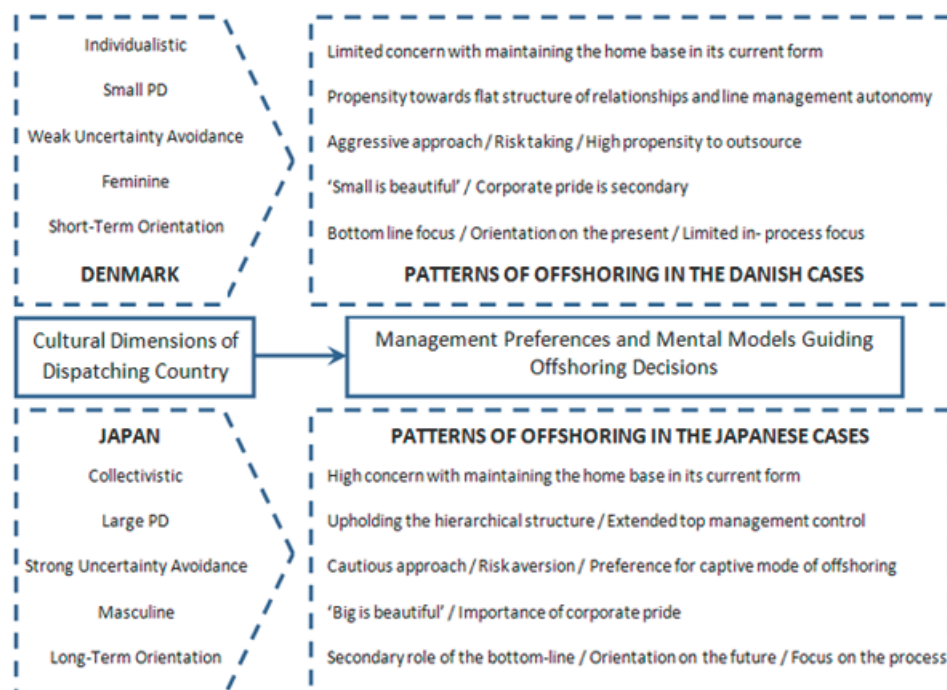 Individualistic
Limited concern with maintaining the home base in its current form
Small PD
Propensity towards flat structure of relationships and line management autonomy
Weak Uncertainty Avoidance
Aggressive approach / Risk taking / High propensity to outsource
Feminine
‘Small is beautiful’ / Corporate pride is secondary
Short-Term Orientation
Bottom line focus / Orientation on the present / Limited in- process focus
DENMARK
PATTERNS OF OFFSHORING IN THE DANISH CASES
Cultural Dimensions of
Dispatching Country
Management Preferences and Mental Models Guiding
Offshoring Decisions
JAPAN
PATTERNS OF OFFSHORING IN THE JAPANESE CASES
Collectivistic
High concern with maintaining the home base in its current form
Large PD
Upholding the hierarchical structure / Extended top management control
Strong Uncertainty Avoidance
Cautious approach / Risk aversion / Preference for captive mode of offshoring
Masculine
‘Big is beautiful’ / Importance of corporate pride
Long-Term Orientation
Secondary role of the bottom-line / Orientation on the future / Focus on the process